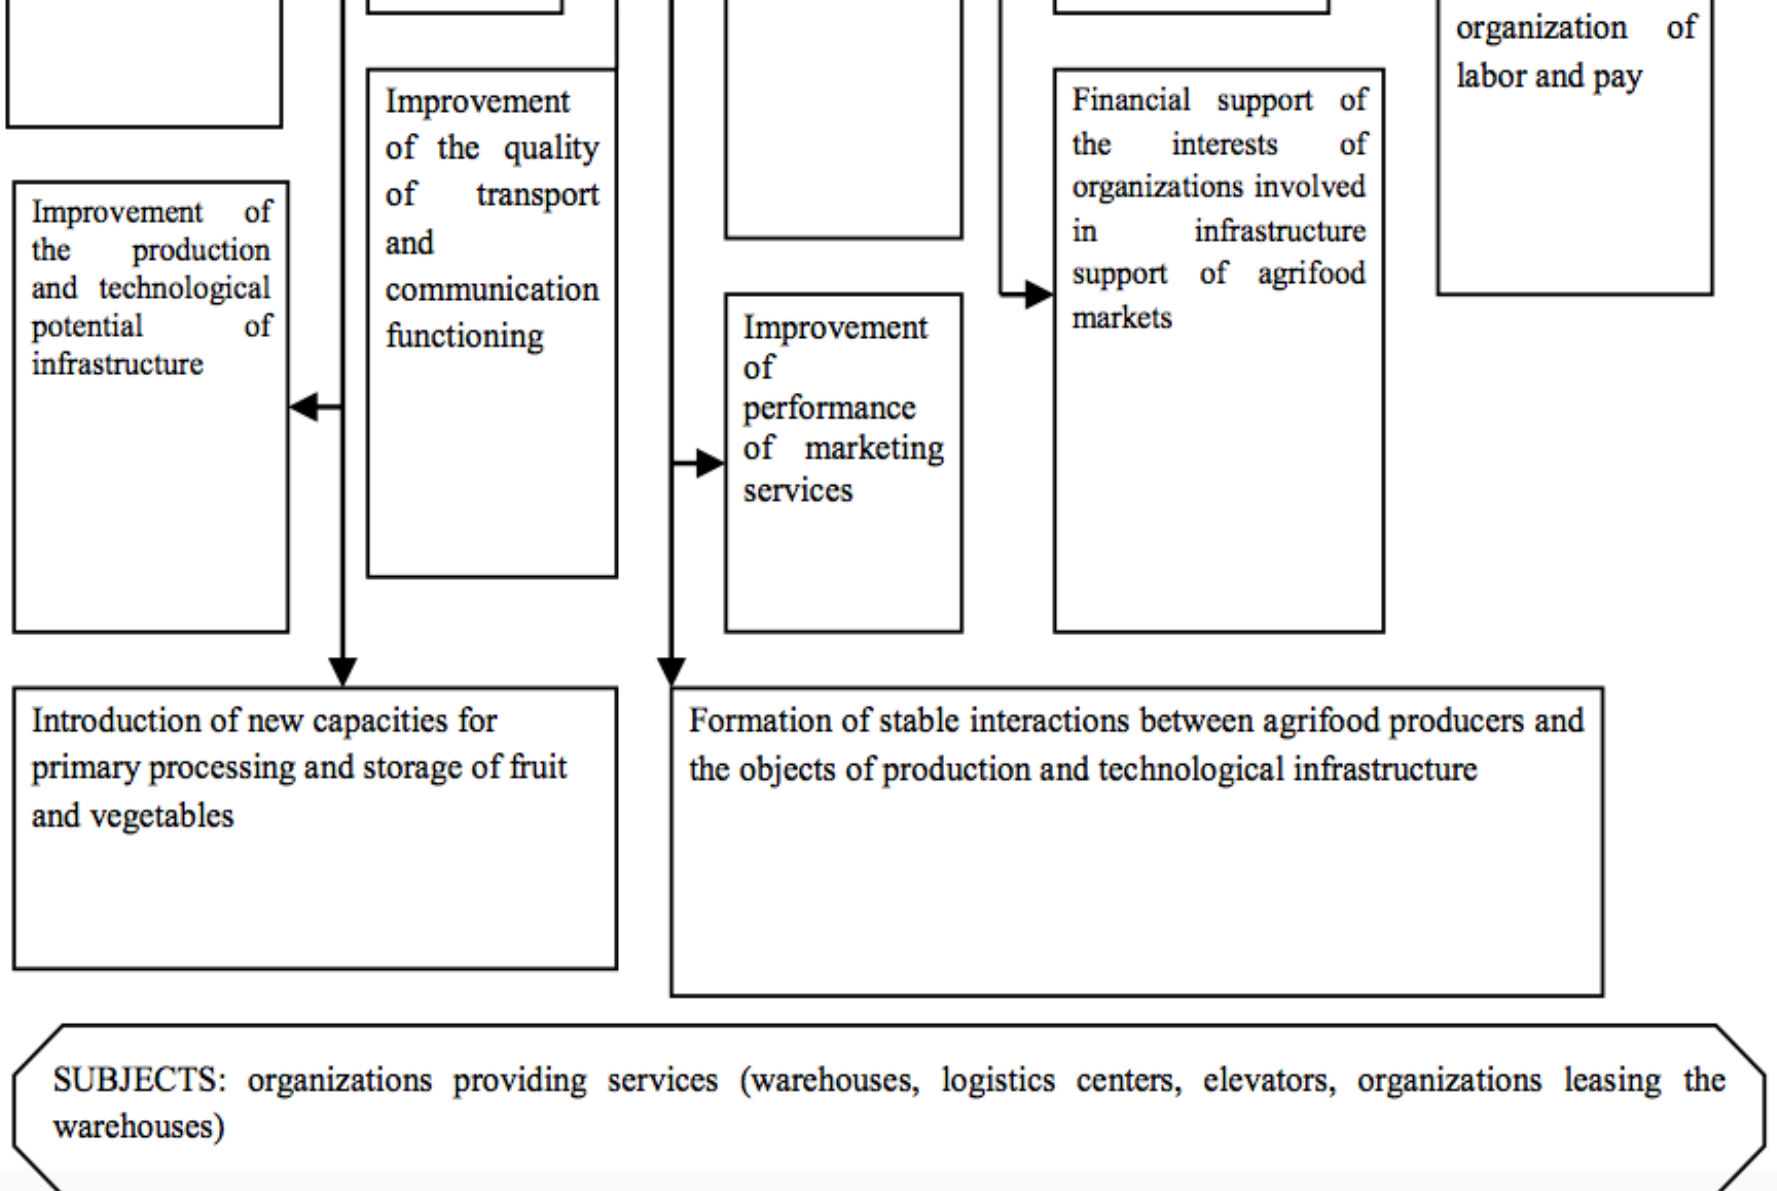 organization of
labor and pay
Improvement
of the quality
of transport
and
communication
functioning
Financial support of
the interests of
organizations involved
in infrastructure
support of agrifood
markets
Improvement of
the production
and technological
potential of
infrastructure
Improvement
of
performance
of marketing
services
Introduction of new capacities for
primary processing and storage of fruit
and vegetables
Formation of stable interactions between agrifood producers and
the objects of production and technological infrastructure
SUBJECTS: organizations providing services (warehouses, logistics centers, elevators, organizations leasing the
warehouses)